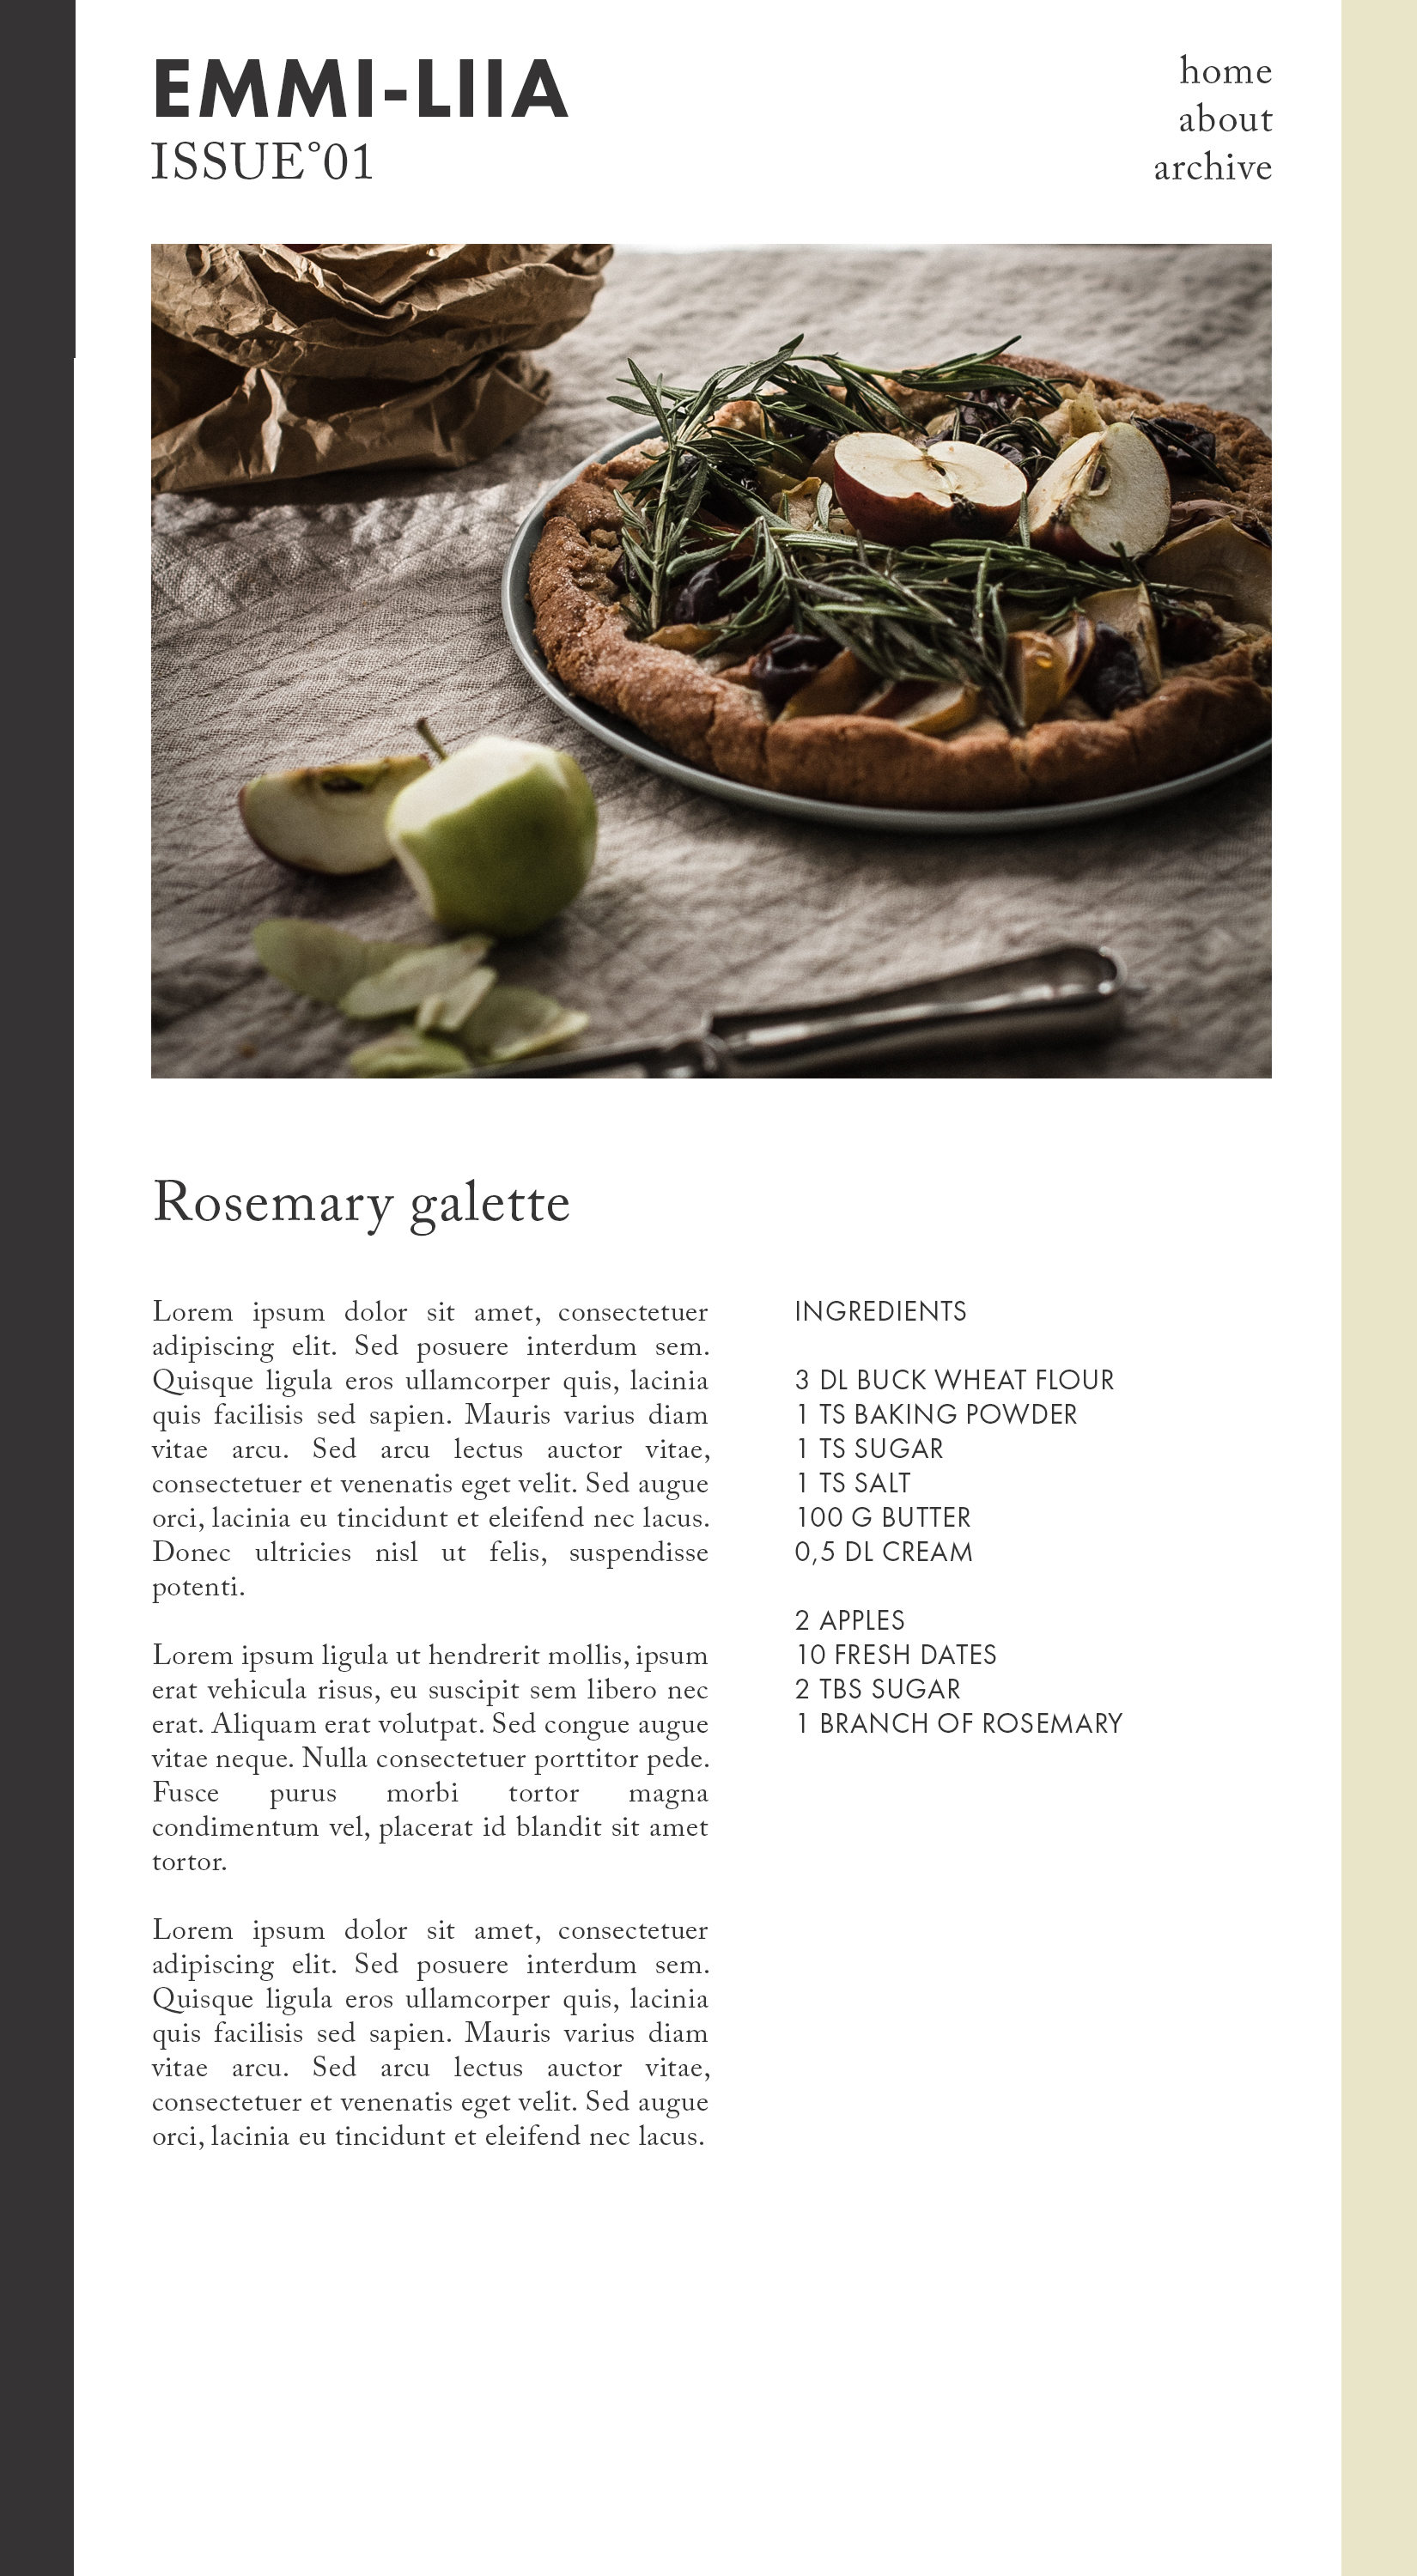 EMMI-LIIA
ISSUE°01
home
about
archive
Rosemary galette
Lorem ipsum dolor sit amet, consectetuer
adipiscing elit. Sed posuere interdum sem.
Quisque ligula eros ullamcorper quis, lacinia
quis facilisis sed sapien. Mauris varius diam
vitae arcu. Sed arcu lectus auctor vitae,
consectetuer et venenatis eget velit. Sed augue
orci, lacinia eu tincidunt et eleifend nec lacus.
Donec ultricies nisl ut felis, suspendisse
potenti.
Lorem ipsum ligula ut hendrerit mollis, ipsum
erat vehicula risus, eu suscipit sem libero nec
erat. Aliquam erat volutpat. Sed congue augue
vitae neque. Nulla consectetuer porttitor pede.
Fusce purus morbi tortor magna
condimentum vel, placerat id blandit sit amet
tortor.
Lorem ipsum dolor sit amet, consectetuer
adipiscing elit. Sed posuere interdum sem.
Quisque ligula eros ullamcorper quis, lacinia
quis facilisis sed sapien. Mauris varius diam
vitae arcu. Sed arcu lectus auctor vitae,
consectetuer et venenatis eget velit. Sed augue
orci, lacinia eu tincidunt et eleifend nec lacus.
INGREDIENTS
3 DL BUCK WHEAT FLOUR
1 TS BAKING POWDER
1 TS SUGAR
1 TS SALT
100 G BUTTER
0,5 DL CREAM
2 APPLES
10 FRESH DATES
2 TBS SUGAR
1 BRANCH OF ROSEMARY